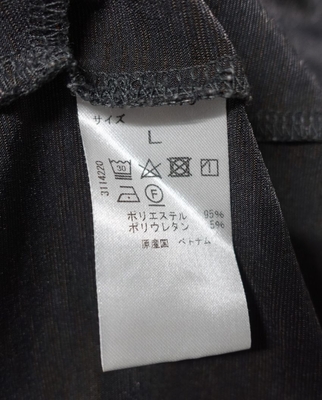 サイズ
L
30
F
3114220
ポリエステル 95%
ポリウレタン 5%
原産国 ベトナム